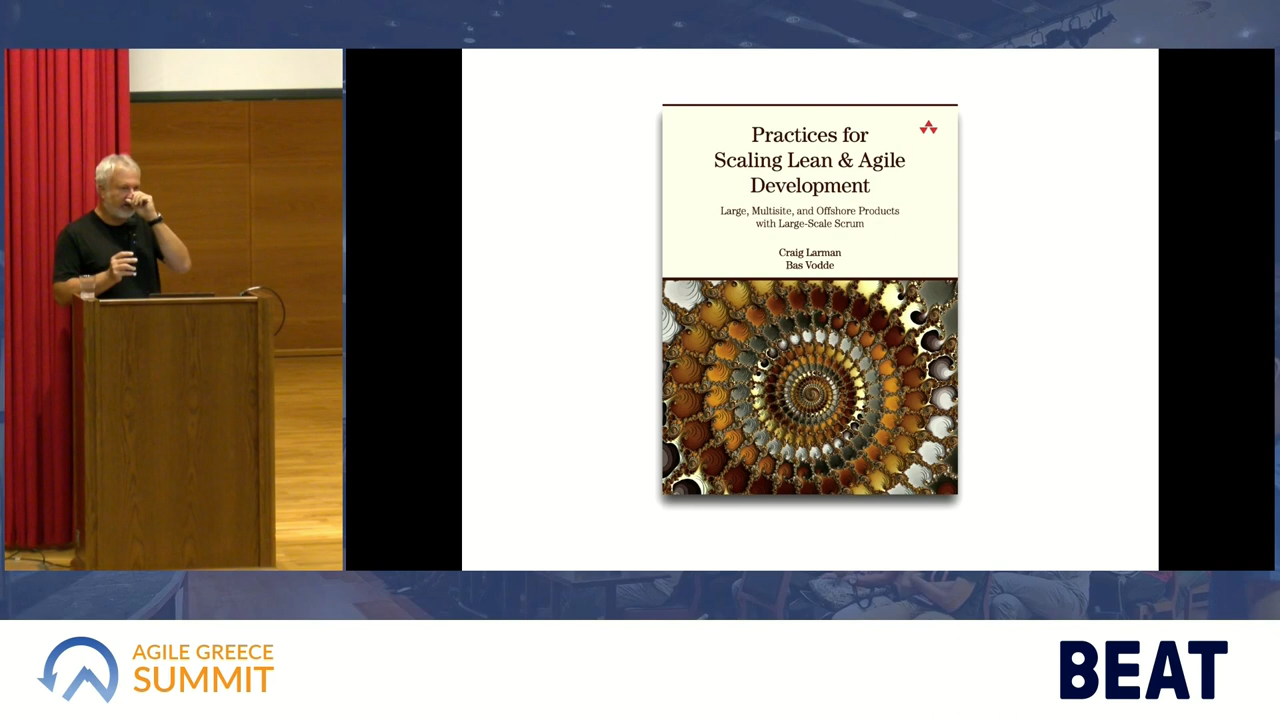 Practices for
Scaling Lean & Agile
Development
Large, Multisite, and Offshore Products
with Large-Scale Scrum
Craig Larman
Bas Vodde
AGILE GREECE
SUMMIT
BEAT